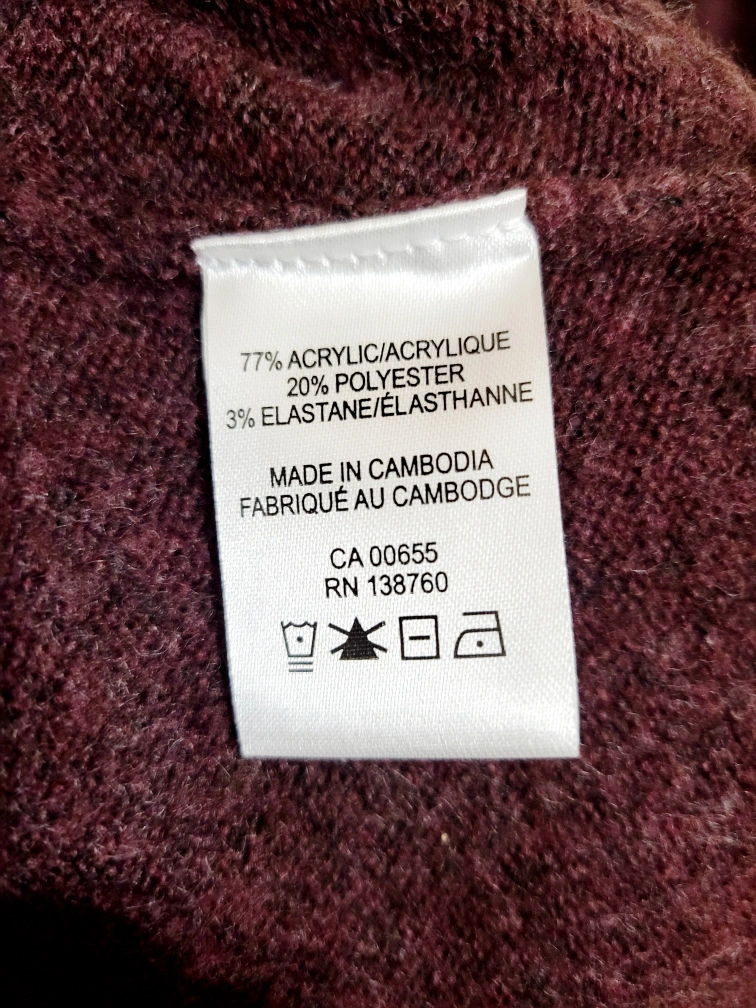 77% ACRYLIC/ACRYLIQUE
20% POLYESTER
3% ELASTANE/ÉLASTHANNE
MADE IN CAMBODIA
FABRIQUÉ AU CAMBODGE
CA 00655
RN 138760